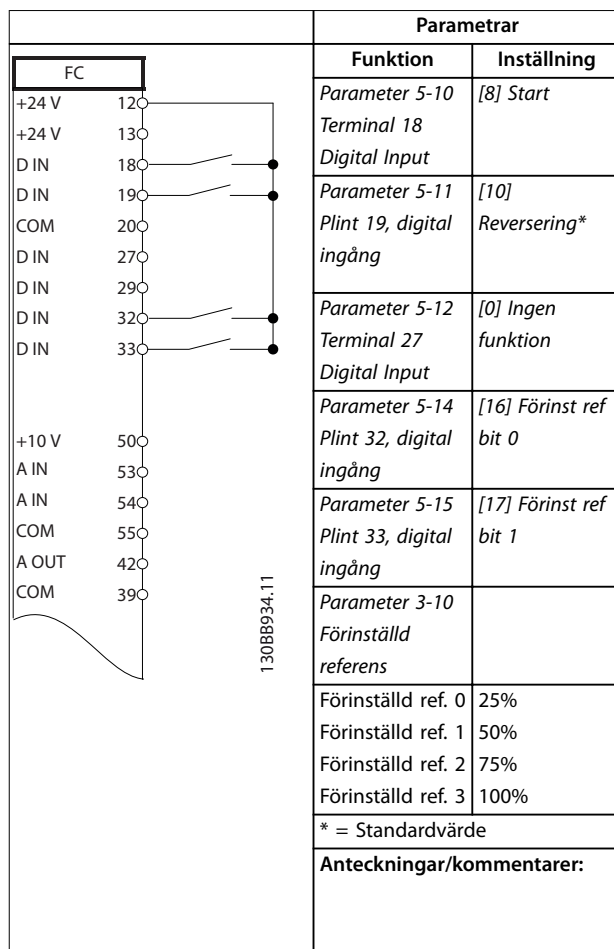 FC
+24 V 12
+24 V 13
D IN 18
D IN 19
COM 20
D IN 27
D IN 29
D IN 32
D IN 33
+10 V 50
A IN 53
A IN 54
COM 55
A OUT 42
COM 39
130BB934.11
Parametrar
Funktion Inställning
Parameter 5-10 [8] Start
Terminal 18
Digital Input
Parameter 5-11 [10]
Plint 19, digital Reversering*
ingång
Parameter 5-12 [0] Ingen
Terminal 27 funktion
Digital Input
Parameter 5-14 [16] Förinst ref
Plint 32, digital bit 0
ingång
Parameter 5-15 [17] Förinst ref
Plint 33, digital bit 1
ingång
Parameter 3-10
Förinställd
referens
Förinställd ref. 0 25%
Förinställd ref. 1 50%
Förinställd ref. 2 75%
Förinställd ref. 3 100%
* = Standardvärde
Anteckningar/kommentarer: